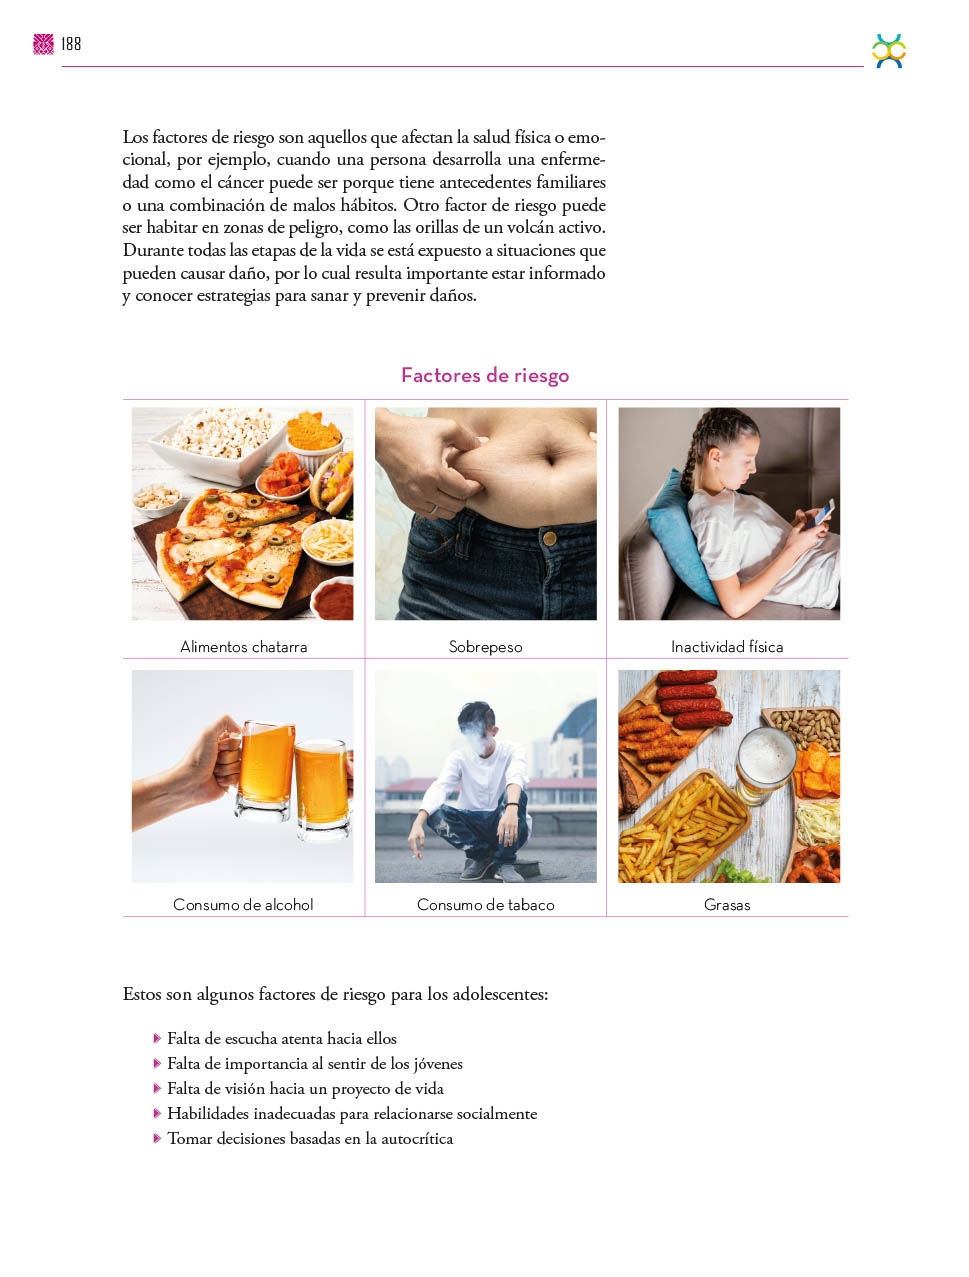 188
Los factores de riesgo son aquellos que afectan la salud física o emo-
cional, por ejemplo, cuando una persona desarrolla una enferme-
dad como el cáncer puede ser porque tiene antecedentes familiares
o una combinación de malos hábitos. Otro factor de riesgo puede
ser habitar en zonas de peligro, como las orillas de un volcán activo.
Durante todas las etapas de la vida se está expuesto a situaciones que
pueden causar daño, por lo cual resulta importante estar informado
y conocer estrategias para sanar y prevenir daños.
Factores de riesgo
Alimentos chatarra
Sobrepeso
Inactividad física
Consumo de alcohol
Consumo de tabaco
Grasas
Estos son algunos factores de riesgo para los adolescentes:
Falta de escucha atenta hacia ellos
Falta de importancia al sentir de los jóvenes
Falta de visión hacia un proyecto de vida
Habilidades inadecuadas para relacionarse socialmente
Tomar decisiones basadas en la autocrítica